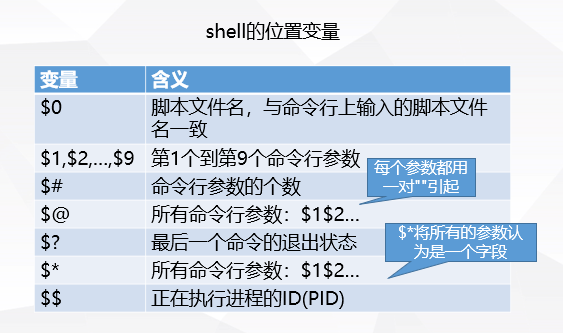 shell的位置变量
变量 含义
$0 脚本文件名，与命令行上输入的脚本文件
名一致
$1,$2,...,$9 第1个到第9个命令行参数
每个参数都用
一对""引起
$# 命令行参数的个数
$@ 所有命令行参数：$1$2...
$? 最后一个命令的退出状态
$*将所有的参数认
为是一个字段
$* 所有命令行参数：$1$2...
$$ 正在执行进程的ID(PID)